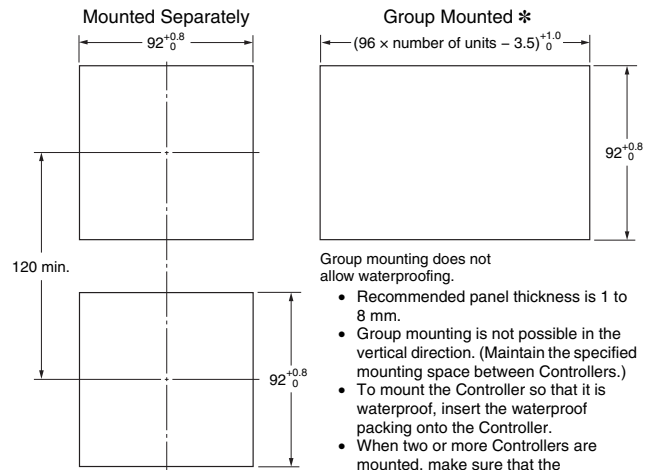 Mounted Separately
92 +0.8 0
120 min.
92 +0.8 0
Group Mounted *
(96 × number of units − 3.5) +1.0 0
92 +0.8 0
Group mounting does not
allow waterproofing.
• Recommended panel thickness is 1 to
8 mm.
• Group mounting is not possible in the
vertical direction. (Maintain the specified
mounting space between Controllers.)
• To mount the Controller so that it is
waterproof, insert the waterproof
packing onto the Controller.
• When two or more Controllers are
mounted, make sure that the